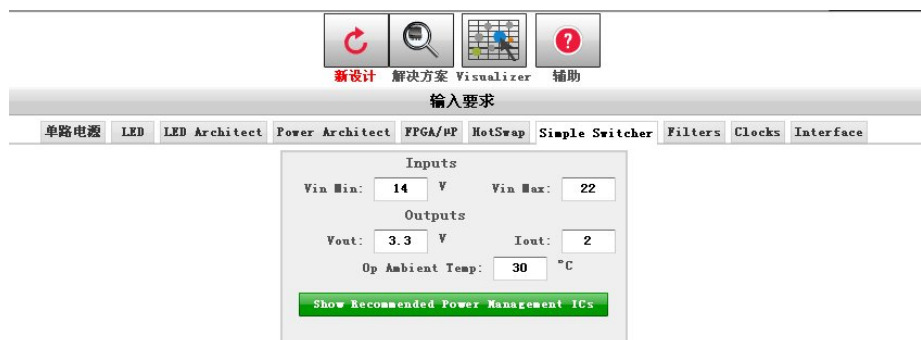 新设计 解决方案 Visualizer 辅助
输入要求
单路电源 LED LED Architect Power Architect FPGA/μP HotSwap Simple Switcher Filters Clocks Interface
Inputs
Vin Min: 14 V Vin Max: 22
Outputs
Vout: 3.3 V Iout: 2
Op Ambient Temp: 30 °C
Show Recommended Power Management ICs